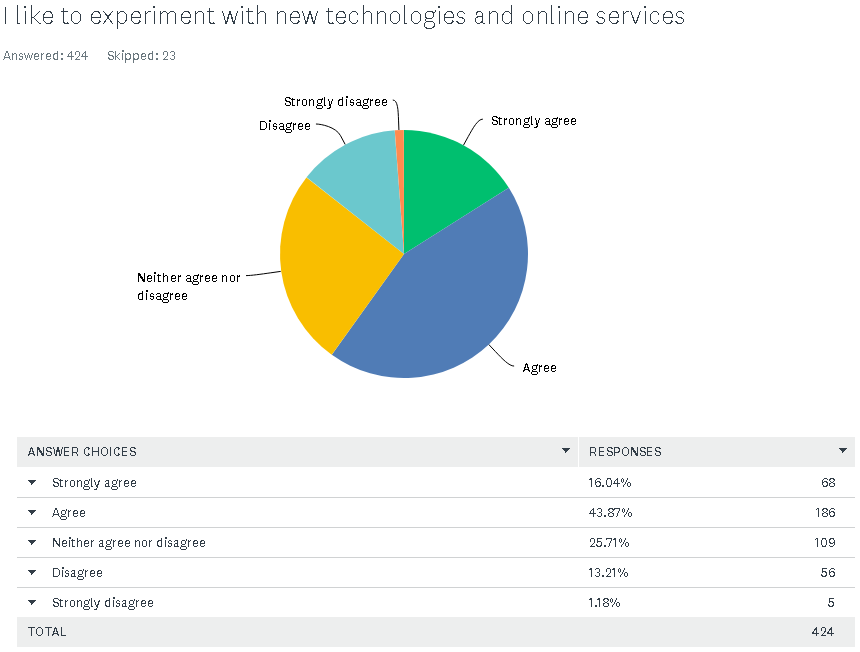 I like to experiment with new technologies and online services
Answered: 424 Skipped: 23
Strongly disagree
Disagree
Strongly agree
Neither agree nor
disagree
Agree
ANSWER CHOICES RESPONSES
Strongly agree 16.04% 68
Agree 43.87% 186
Neither agree nor disagree 25.71% 109
Disagree 13.21% 56
Strongly disagree 1.18% 5
TOTAL 424